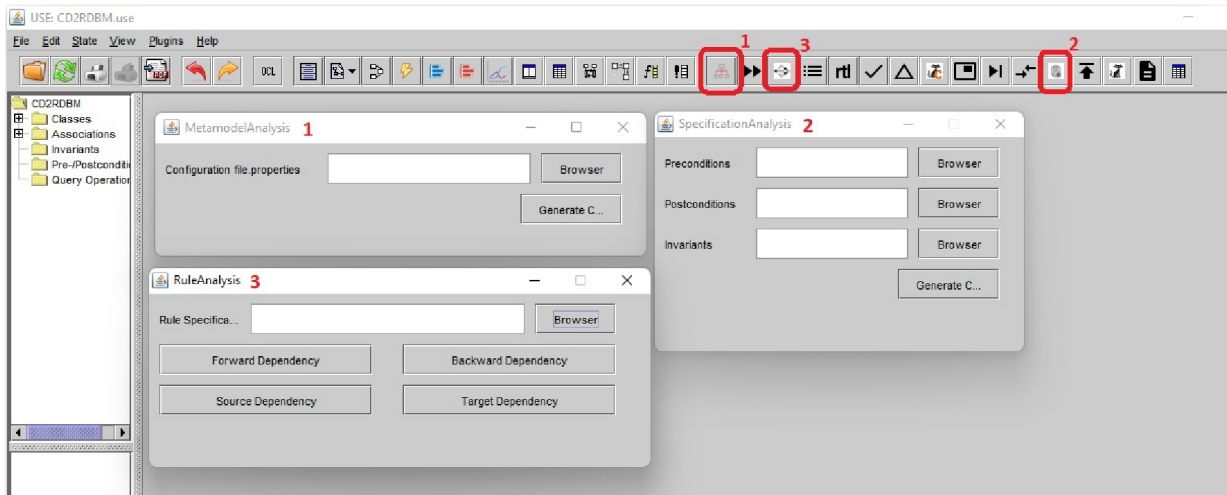 USE: CD2RDBM.use
File Edit State View Plugins Help
1
3
2
PDF
OCL
rtl
CD2RDBM
Classes
Associations
Invariants
Pre-/Postconditi
Query Operation
MetamodelAnalysis 1
Configuration file.properties Browser
Generate C...
SpecificationAnalysis 2
Preconditions Browser
Postconditions Browser
Invariants Browser
Generate C...
RuleAnalysis 3
Rule Specifica... Browser
Forward Dependency Backward Dependency
Source Dependency Target Dependency